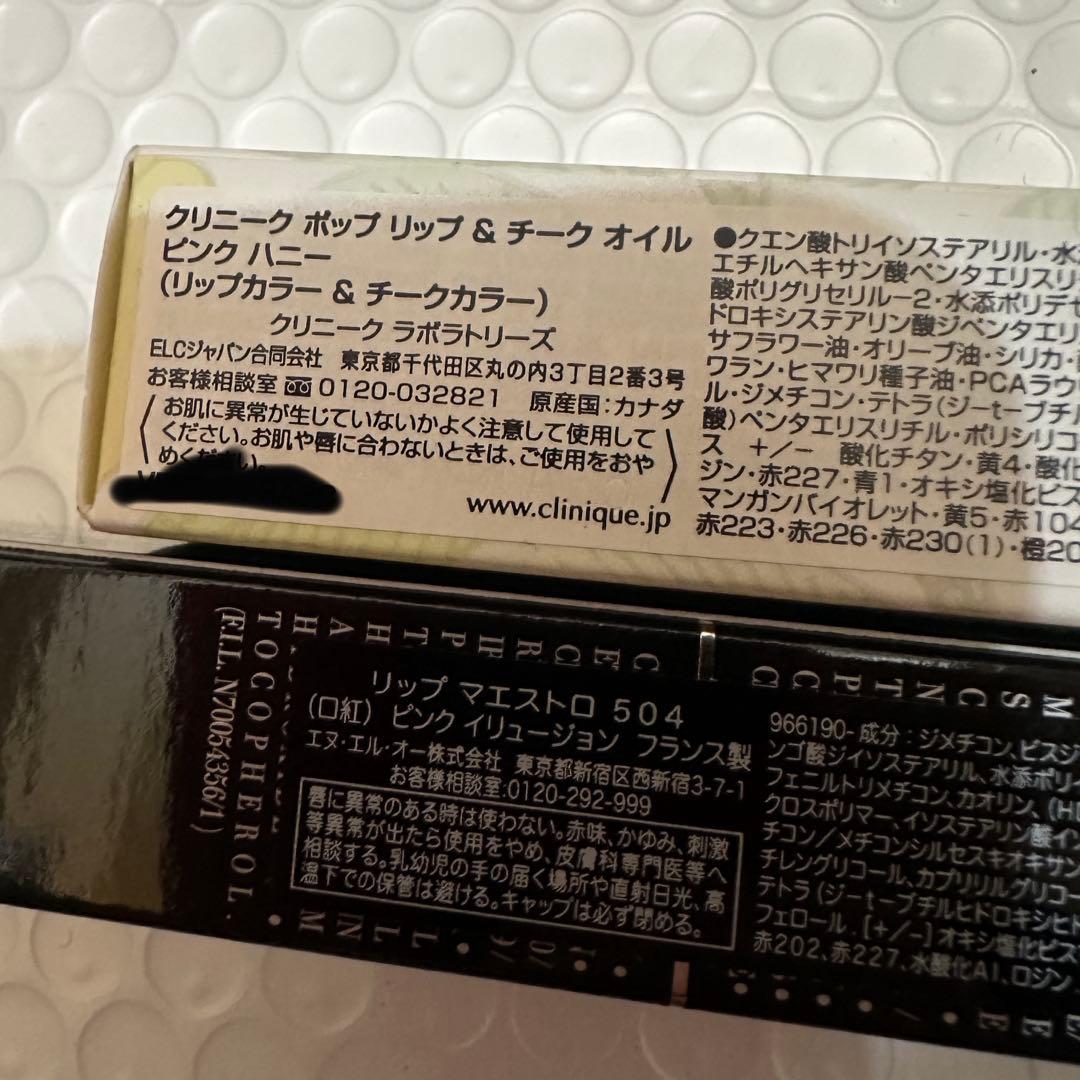 クリニーク ポップ リップ & チーク オイル
ピンク ハニー
(リップカラー & チークカラー)
クリニーク ラボラトリーズ
ELCジャパン合同会社 東京都千代田区丸の内3丁目2番3号
お客様相談室 0120-032821 原産国:カナダ
お肌に異常が生じていないかよく注意して使用して
ください。お肌や唇に合わないときは、ご使用をおや
めください。
www.clinique.jp
●クエン酸トリイソステアリル・水
エチルヘキサン酸ペンタエリスリ
酸ポリグリセリルー2・水添ポリデセ
ドロキシステアリン酸ジペンタエリ
サフラワー油・オリーブ油・シリカ・
ワラン・ヒマワリ種子油・PCAラウ
ル・ジメチコン・テトラ(ジーtーブチル
酸)ペンタエリスリチル・ポリシリコ
ス +/− 酸化チタン・黄4・酸化
ジン・赤227・青1・オキシ塩化ビス
マンガンバイオレット・黄5・赤104
赤223・赤226・赤230(1)・橙20
TOCOPHEROL.
(F.I.L. N70054356/1)
リップ マエストロ 504
(口紅) ピンク イリュージョン フランス製
エヌ・エル・オー株式会社 東京都新宿区西新宿3-7-1
お客様相談室:0120-292-999
唇に異常のある時は使わない。赤味、かゆみ、刺激
等異常が出たら使用をやめ、皮膚科専門医等へ
相談する。乳幼児の手の届く場所や直射日光、高
温下での保管は避ける。キャップは必ず閉める。
966190-成分:ジメチコン、ビスジ
ンゴ酸ジイソステアリル、水添ポリイ
フェニルトリメチコン、カオリン、(HD
クロスポリマー、イソステアリン酸イン
チコン/メチコンシルセスキオキサン
チレングリコール、カプリリルグリコー
テトラ(ジーtーブチルヒドロキシヒド
フェロール.[+/−]オキシ塩化ビス
赤202、赤227、水酸化Al、ロジン